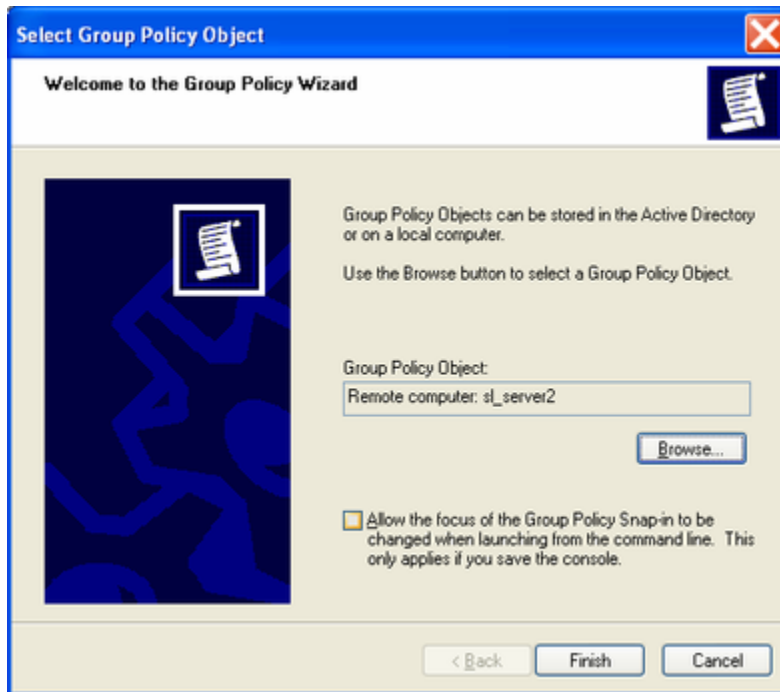 Select Group Policy Object
Welcome to the Group Policy Wizard
Group Policy Objects can be stored in the Active Directory
or on a local computer.
Use the Browse button to select a Group Policy Object.
Group Policy Object:
Remote computer: sl_server2
Browse...
Allow the focus of the Group Policy Snap-in to be
changed when launching from the command line. This
only applies if you save the console.
< Back
Finish
Cancel